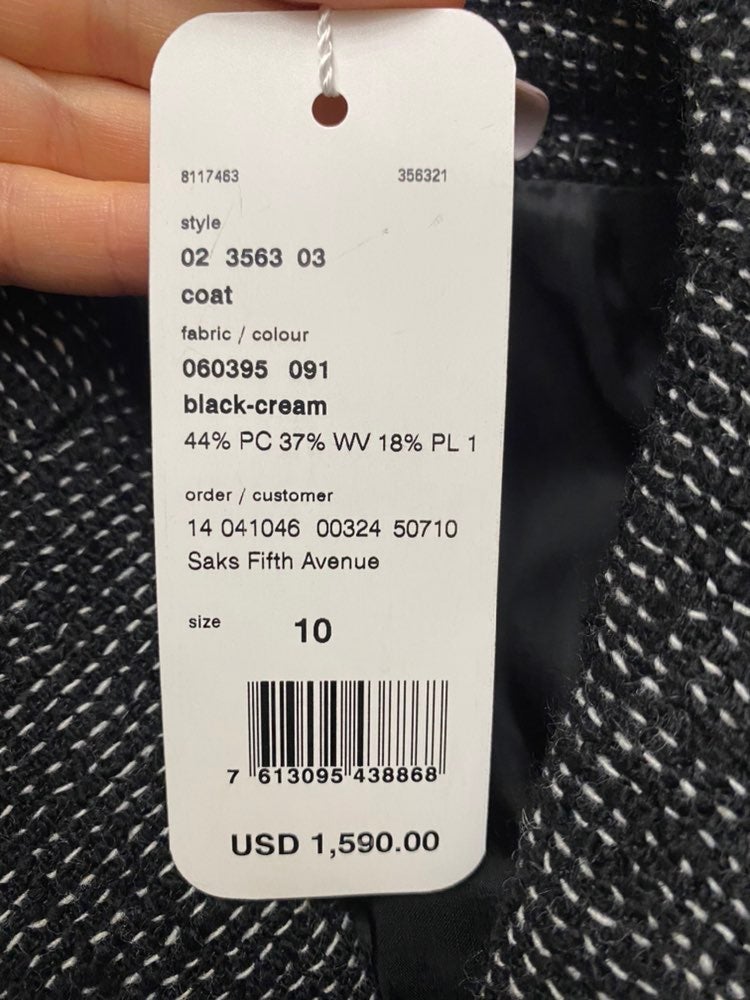 8117463 356321
style
02 3563 03
coat
fabric / colour
060395 091
black-cream
44% PC 37% WV 18% PL 1
order / customer
14 041046 00324 50710
Saks Fifth Avenue
size 10
7 613095 438868
USD 1,590.00